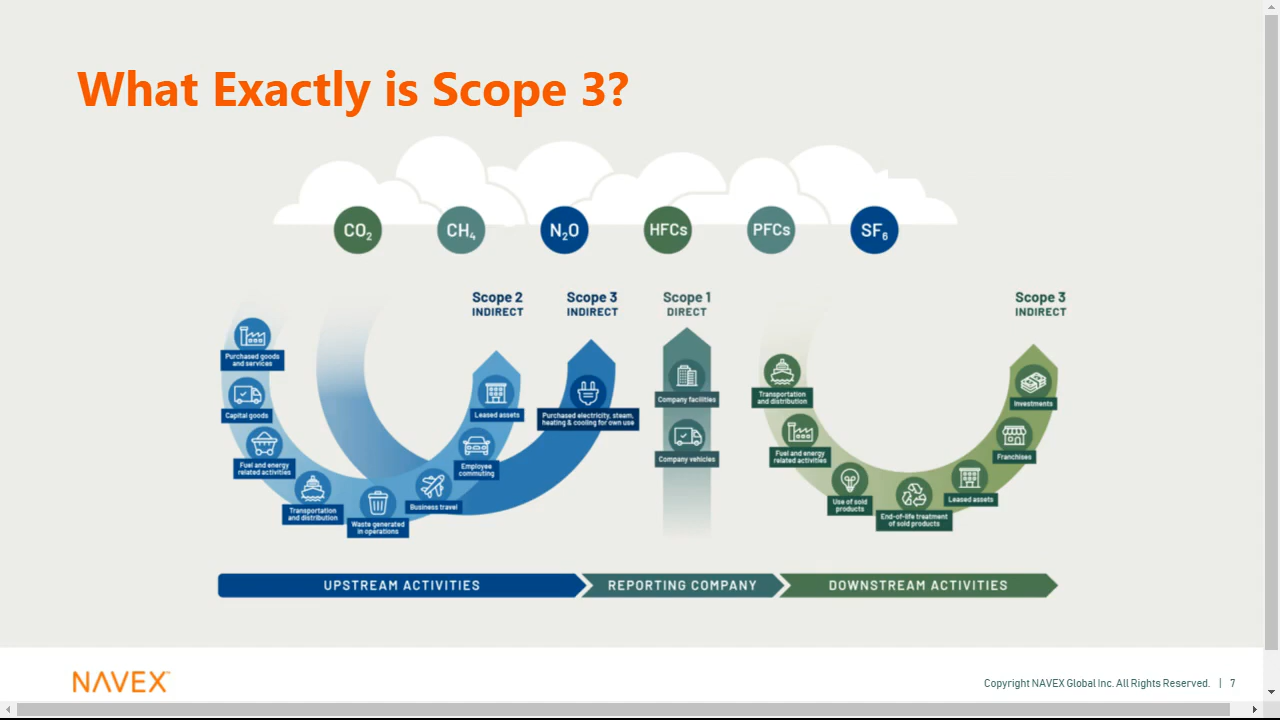 What Exactly is Scope 3?
CO₂
CH₄
N₂O
HFCs
PFCs
SF₆
Scope 2
INDIRECT
Scope 3
INDIRECT
Scope 1
DIRECT
Scope 3
INDIRECT
Purchased goods
and services
Capital goods
Fuel and energy
related activities
Transportation
and distribution
Waste generated
in operations
Business travel
Employee
commuting
Leased assets
Purchased electricity, steam,
heating & cooling for own use
Company facilities
Company vehicles
Transportation
and distribution
Fuel and energy
related activities
Use of sold
products
End-of-life treatment
of sold products
Leased assets
Franchises
Investments
UPSTREAM ACTIVITIES
REPORTING COMPANY
DOWNSTREAM ACTIVITIES
NAVEX™
Copyright NAVEX Global Inc. All Rights Reserved. | 7